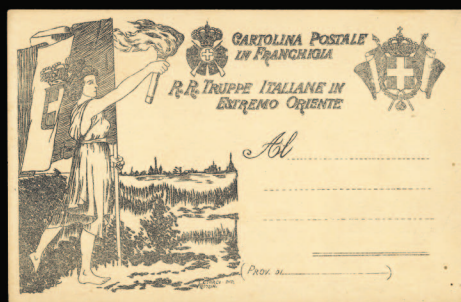 CARTOLINA POSTALE
IN FRANCHIGIA
R.R. TRUPPE ITALIANE IN
ESTREMO ORIENTE
Al
(PROV. DI )